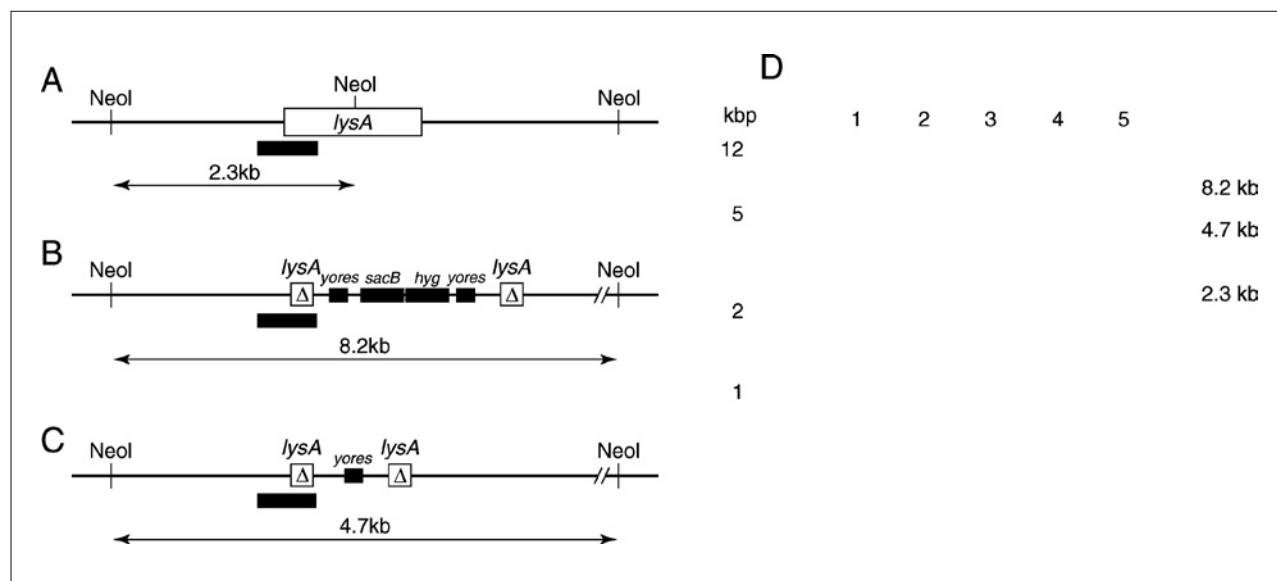 A
NeoI NeoI NeoI
lysA
2.3kb
B
NeoI lysA yores sacB hyg yores lysA NeoI
Δ Δ
8.2kb
C
NeoI lysA yores lysA NeoI
Δ Δ
4.7kb
D
kbp 1 2 3 4 5
12
8.2 kb
5
4.7 kb
2.3 kb
2
1